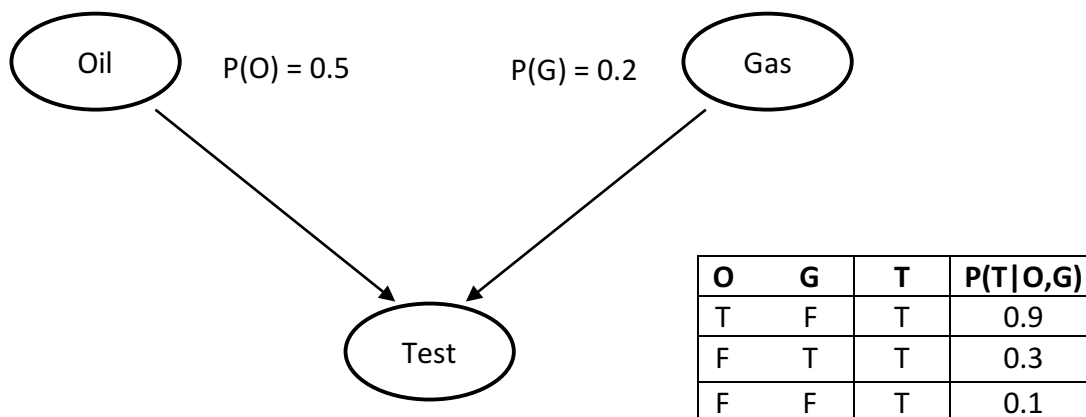 Oil
P(O) = 0.5
P(G) = 0.2
Gas
Test
O G T P(T|O,G)
T F T 0.9
F T T 0.3
F F T 0.1